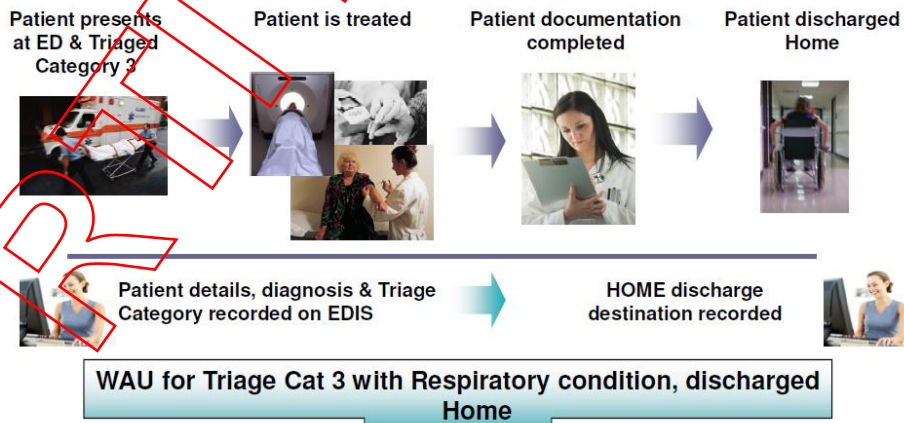 Patient presents
at ED & Triaged
Category 3
Patient is treated
Patient documentation
completed
Patient discharged
Home
Patient details, diagnosis & Triage
Category recorded on EDIS
HOME discharge
destination recorded
WAU for Triage Cat 3 with Respiratory condition, discharged
Home